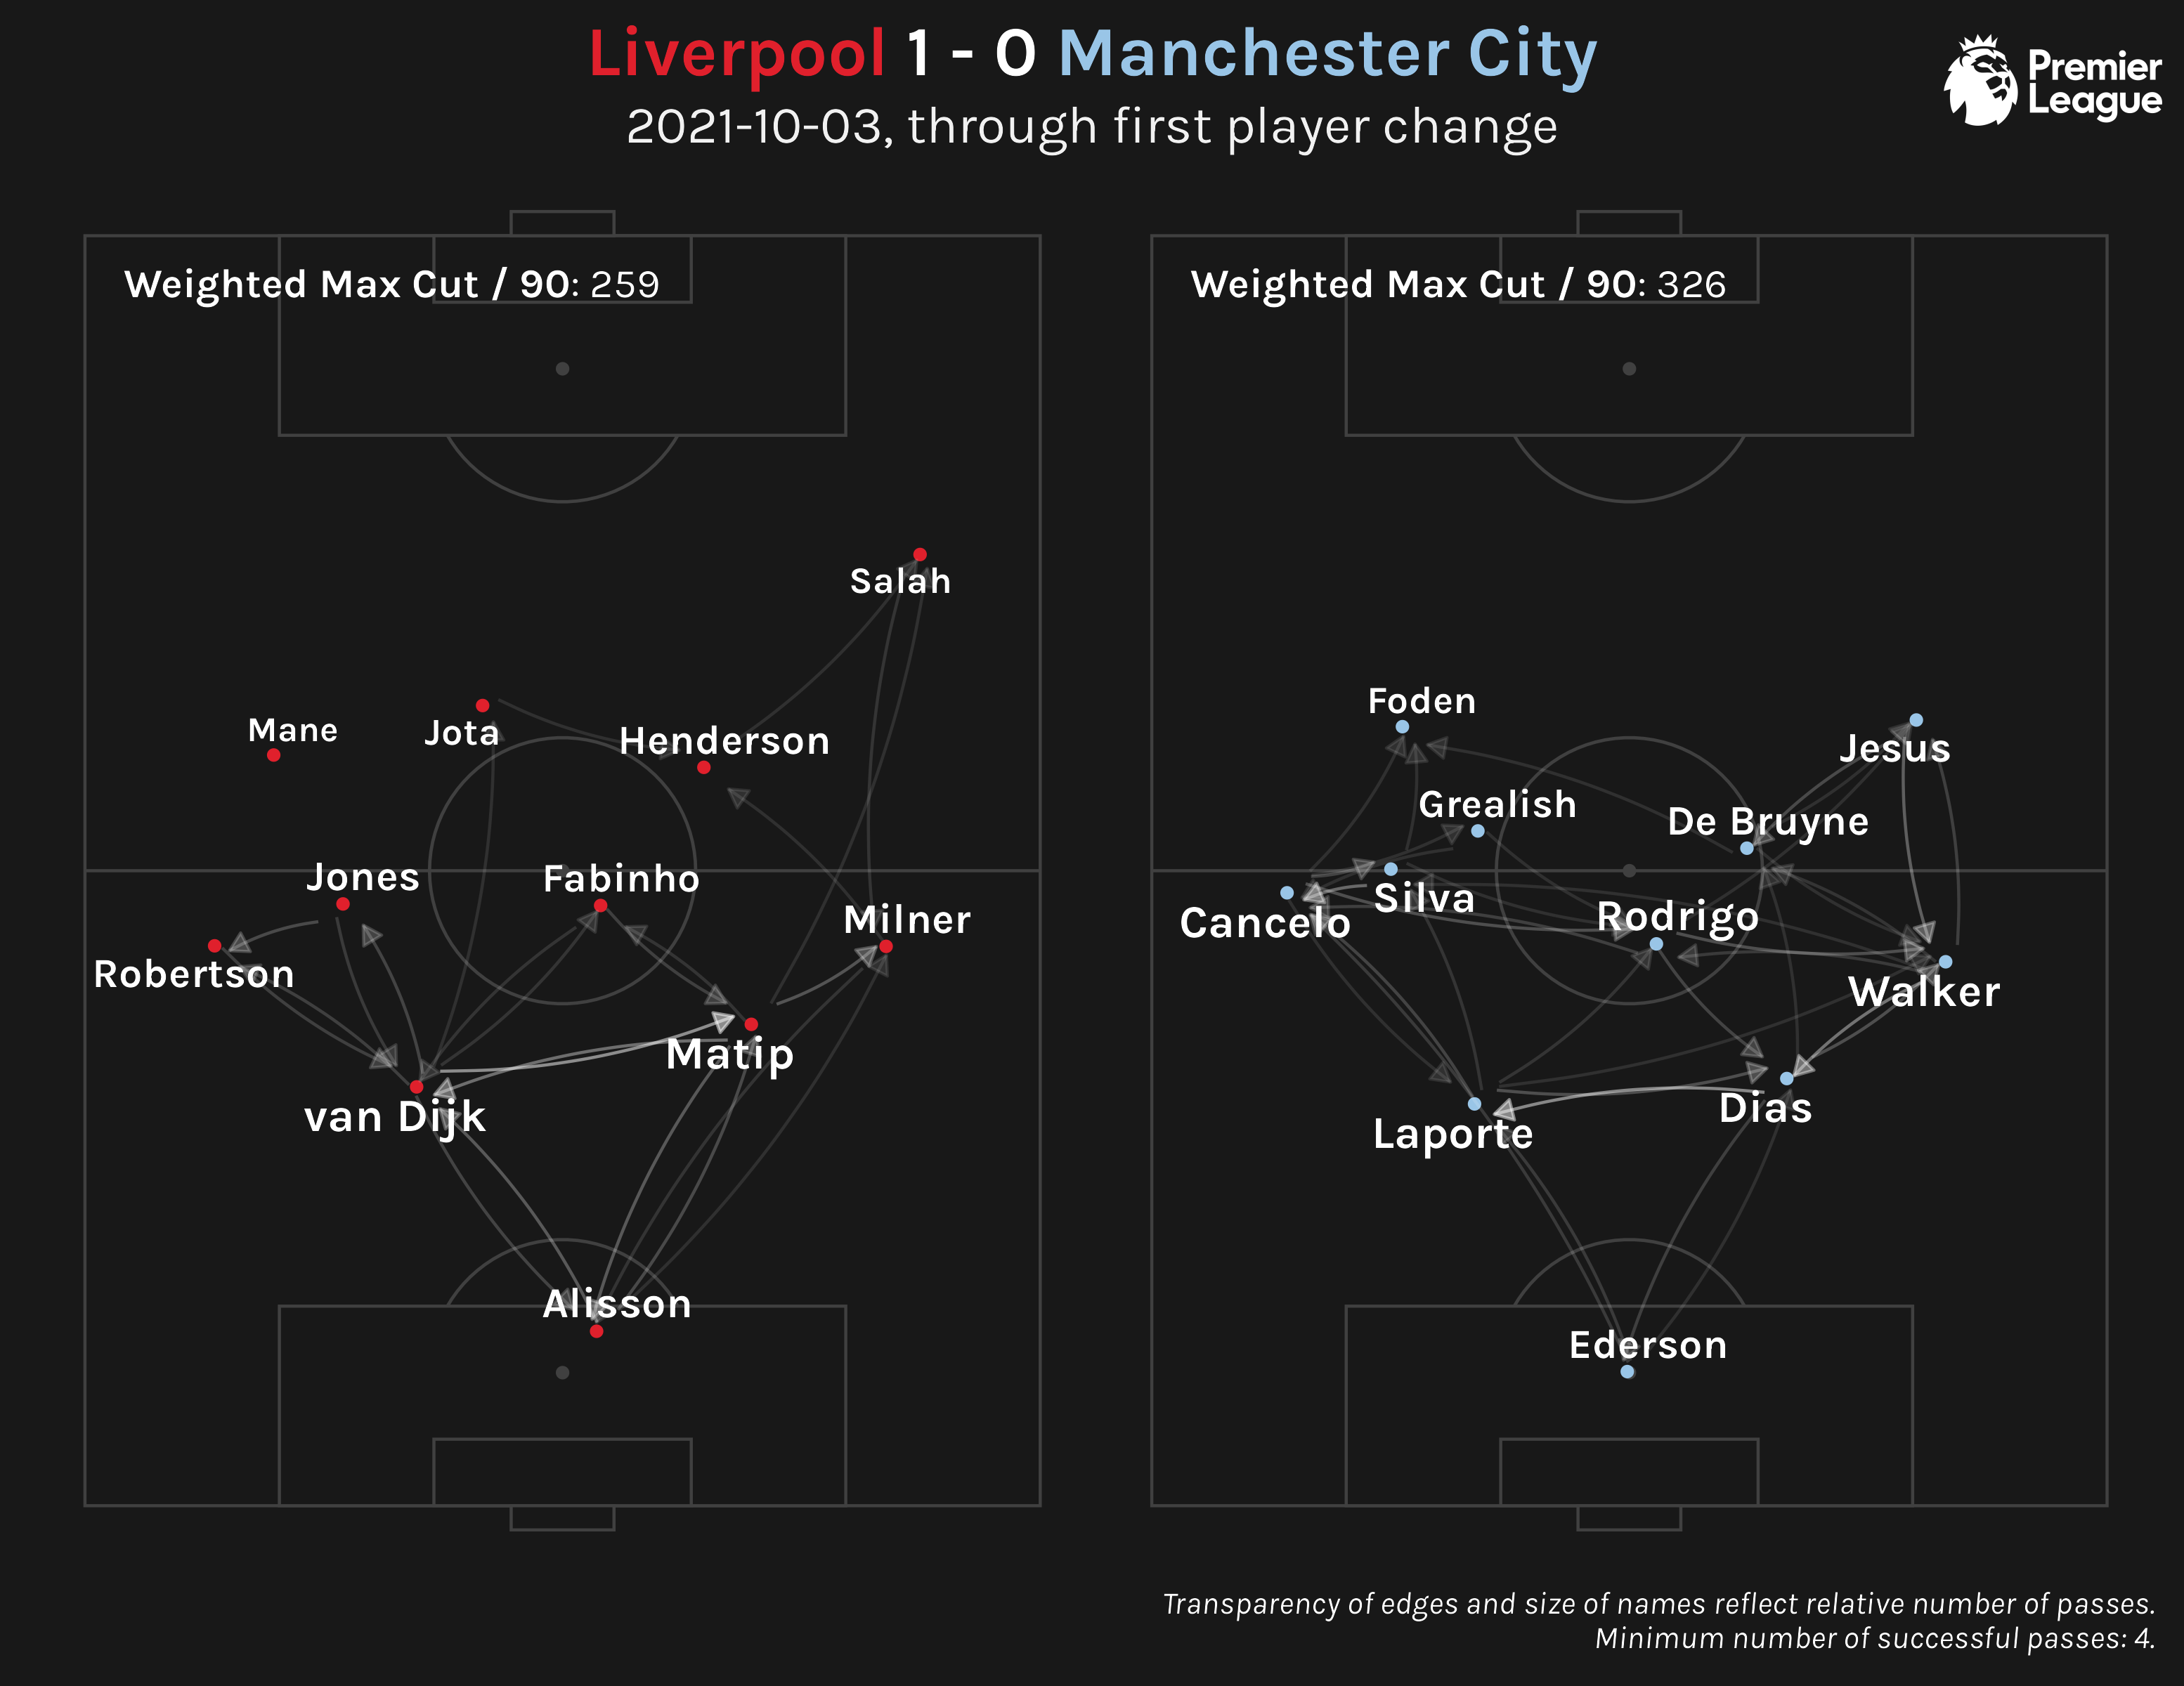 Liverpool 1 - 0 Manchester City
2021-10-03, through first player change
Premier
League
Weighted Max Cut / 90: 259
Salah
Mane
Jota
Henderson
Jones
Fabinho
Milner
Robertson
Matip
van Dijk
Alisson
Weighted Max Cut / 90: 326
Foden
Jesus
Grealish
De Bruyne
Silva
Cancelo
Rodrigo
Walker
Dias
Laporte
Ederson
Transparency of edges and size of names reflect relative number of passes.
Minimum number of successful passes: 4.